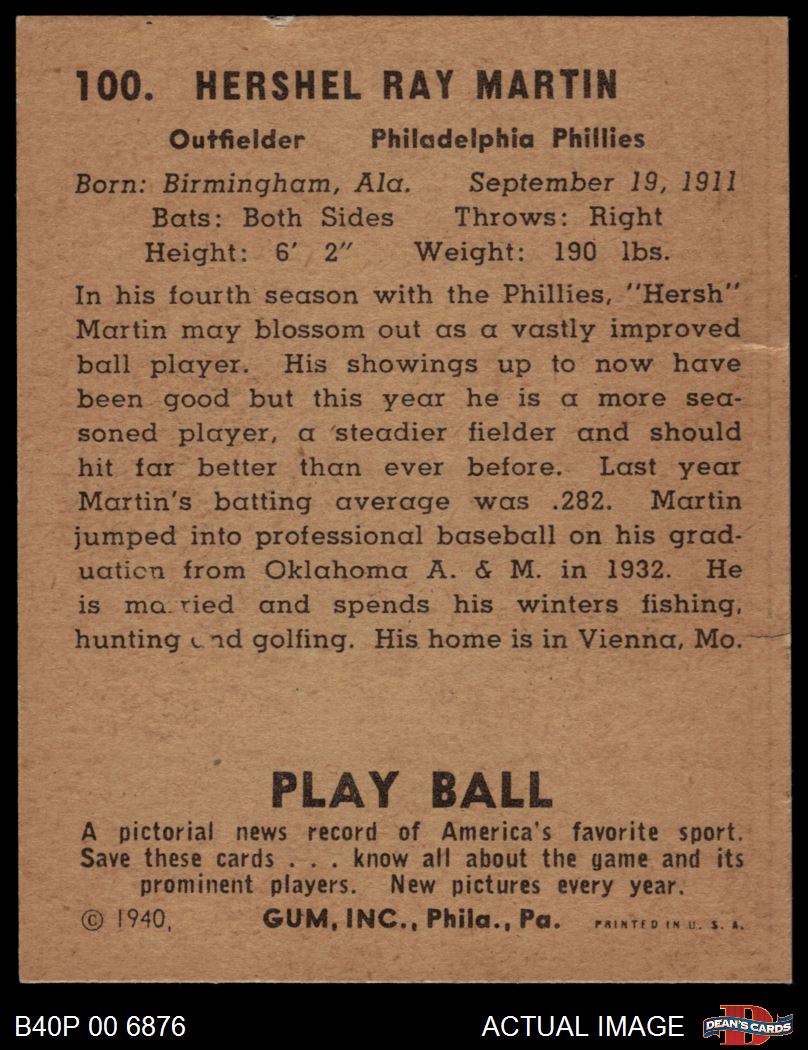 100. HERSHEL RAY MARTIN
Outfielder Philadelphia Phillies
Born: Birmingham, Ala. September 19, 1911
Bats: Both Sides Throws: Right
Height: 6' 2" Weight: 190 lbs.
In his fourth season with the Phillies, "Hersh"
Martin may blossom out as a vastly improved
ball player. His showings up to now have
been good but this year he is a more sea-
soned player, a steadier fielder and should
hit far better than ever before. Last year
Martin's batting average was .282. Martin
jumped into professional baseball on his grad-
uation from Oklahoma A. & M. in 1932. He
is married and spends his winters fishing,
hunting and golfing. His home is in Vienna, Mo.
PLAY BALL
A pictorial news record of America's favorite sport.
Save these cards . . . know all about the game and its
prominent players. New pictures every year.
© 1940, GUM, INC., Phila., Pa. PRINTED IN U. S. A.
B40P 00 6876 ACTUAL IMAGE D DEAN'S CARDS